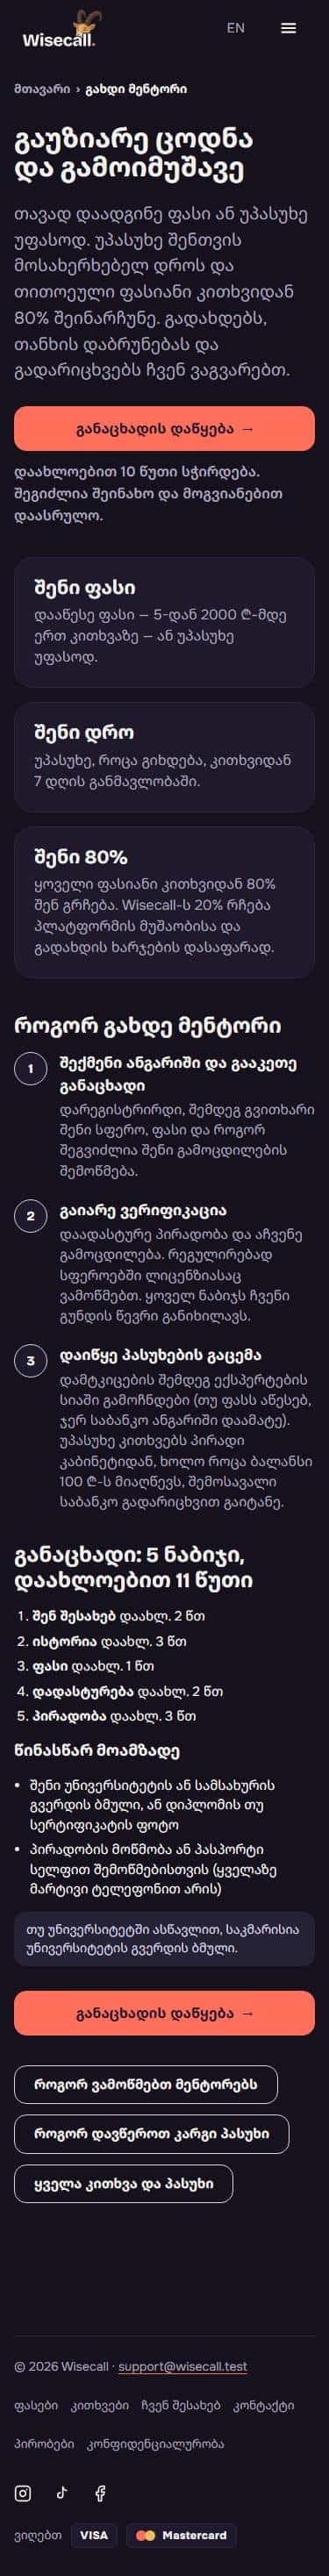 Wisecall.
EN
მთავარი › გახდი მენტორი
გაუზიარე ცოდნა
და გამოიმუშავე
თავად დაადგინე ფასი ან უპასუხე
უფასოდ. უპასუხე შენთვის
მოსახერხებელ დროს და
თითოეული ფასიანი კითხვიდან
80% შეინარჩუნე. გადახდებს,
თანხის დაბრუნებას და
გადარიცხვებს ჩვენ ვაგვარებთ.
განაცხადის დაწყება →
დაახლოებით 10 წუთი სჭირდება.
შეგიძლია შეინახო და მოგვიანებით
დაასრულო.
შენი ფასი
დააწესე ფასი — 5-დან 2000 ₾-მდე
ერთ კითხვაზე — ან უპასუხე
უფასოდ.
შენი დრო
უპასუხე, როცა გიხდება, კითხვიდან
7 დღის განმავლობაში.
შენი 80%
ყოველი ფასიანი კითხვიდან 80%
შენ გრჩება. Wisecall-ს 20% რჩება
პლატფორმის მუშაობისა და
გადახდის ხარჯების დასაფარად.
როგორ გახდე მენტორი
1
შექმენი ანგარიში და გააკეთე
განაცხადი
დარეგისტრირდი, შემდეგ გვითხარი
შენი სფერო, ფასი და როგორ
შეგვიძლია შენი გამოცდილების
შემოწმება.
2
გაიარე ვერიფიკაცია
დაადასტურე პირადობა და აჩვენე
გამოცდილება. რეგულირებად
სფეროებში ლიცენზიასაც
ვამოწმებთ. ყოველ ნაბიჯს ჩვენი
გუნდის წევრი განიხილავს.
3
დაიწყე პასუხების გაცემა
დამტკიცების შემდეგ ექსპერტების
სიაში გამოჩნდები (თუ ფასს აწესებ,
ჯერ საბანკო ანგარიში დაამატე).
უპასუხე კითხვებს პირადი
კაბინეტიდან, ხოლო როცა ბალანსი
100 ₾-ს მიაღწევს, შემოსავალი
საბანკო გადარიცხვით გაიტანე.
განაცხადი: 5 ნაბიჯი,
დაახლოებით 11 წუთი
1. შენ შესახებ დაახლ. 2 წთ
2. ისტორია დაახლ. 3 წთ
3. ფასი დაახლ. 1 წთ
4. დადასტურება დაახლ. 2 წთ
5. პირადობა დაახლ. 3 წთ
წინასწარ მოამზადე
• შენი უნივერსიტეტის ან სამსახურის
გვერდის ბმული, ან დიპლომის თუ
სერტიფიკატის ფოტო
• პირადობის მოწმობა ან პასპორტი
სელფით შემოწმებისთვის (ყველაზე
მარტივი ტელეფონით არის)
თუ უნივერსიტეტში ასწავლით, საკმარისია
უნივერსიტეტის გვერდის ბმული.
განაცხადის დაწყება →
როგორ ვამოწმებთ მენტორებს
როგორ დავწეროთ კარგი პასუხი
ყველა კითხვა და პასუხი
© 2026 Wisecall · support@wisecall.test
ფასები კითხვები ჩვენ შესახებ კონტაქტი
პირობები კონფიდენციალურობა
ვიღებთ VISA Mastercard